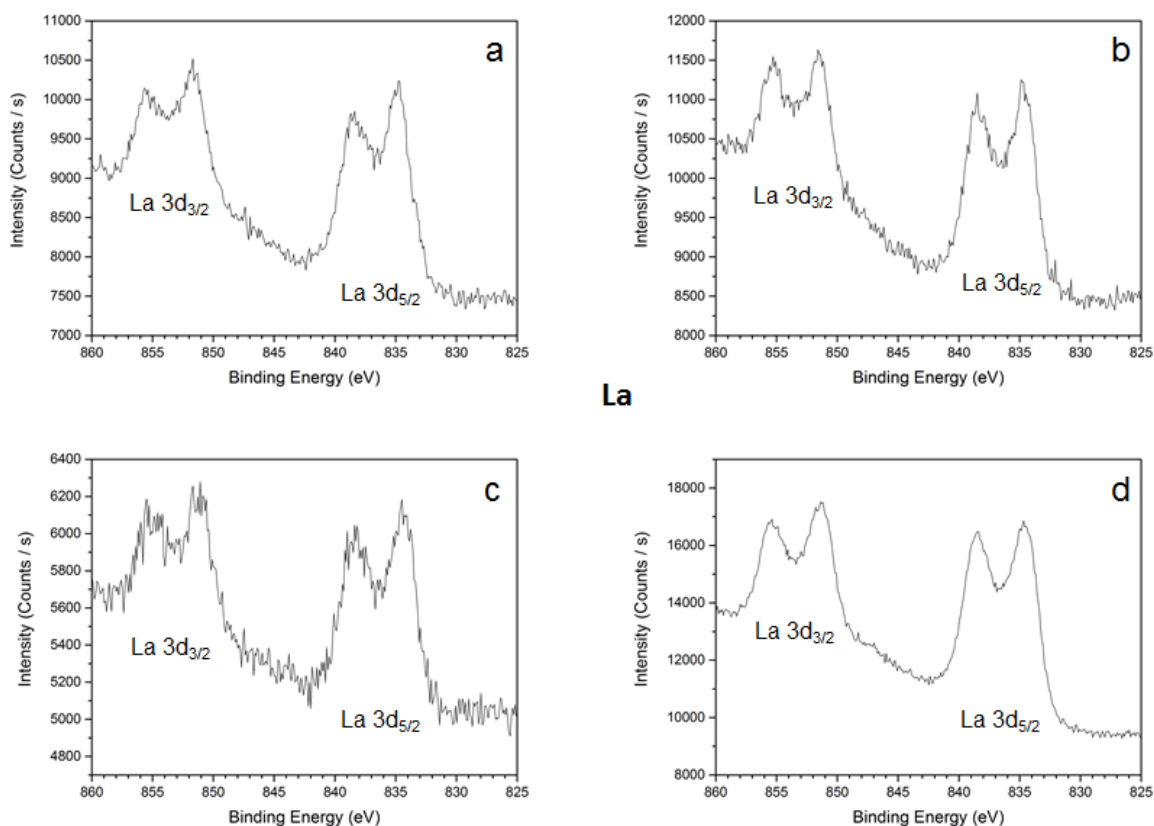 a
11000
10500
10000
9500
9000
8500
8000
7500
7000
Intensity (Counts / s)
La 3d3/2
La 3d5/2
860 855 850 845 840 835 830 825
Binding Energy (eV)
b
12000
11500
11000
10500
10000
9500
9000
8500
8000
Intensity (Counts / s)
La 3d3/2
La 3d5/2
860 855 850 845 840 835 830 825
Binding Energy (eV)
La
c
6400
6200
6000
5800
5600
5400
5200
5000
4800
Intensity (Counts / s)
La 3d3/2
La 3d5/2
860 855 850 845 840 835 830 825
Binding Energy (eV)
d
18000
16000
14000
12000
10000
8000
Intensity (Counts / s)
La 3d3/2
La 3d5/2
860 855 850 845 840 835 830 825
Binding Energy (eV)